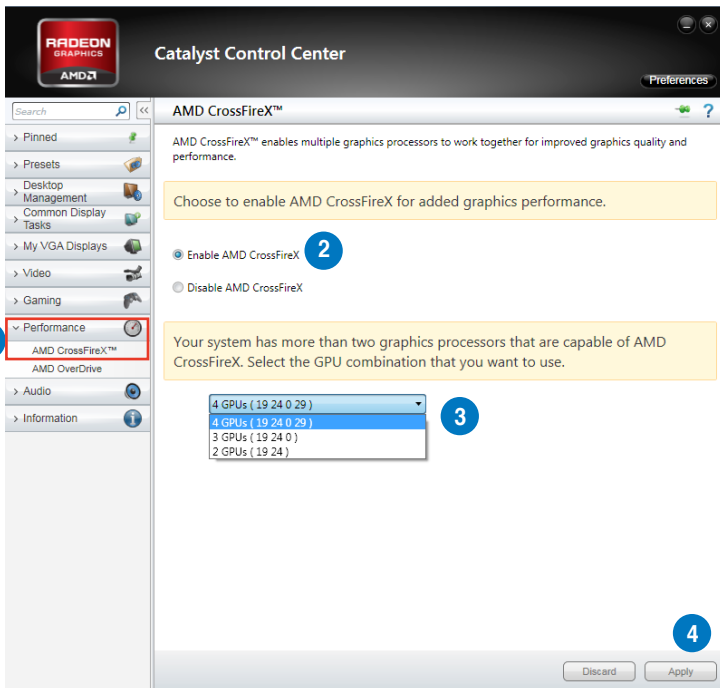 RADEON
GRAPHICS
AMD
Catalyst Control Center
Preferences
Search
<<
AMD CrossFireX™
?
> Pinned
> Presets
> Desktop
Management
> Common Display
Tasks
> My VGA Displays
> Video
> Gaming
Performance
AMD CrossFireX™
AMD OverDrive
> Audio
> Information
AMD CrossFireX™ enables multiple graphics processors to work together for improved graphics quality and
performance.
Choose to enable AMD CrossFireX for added graphics performance.
Enable AMD CrossFireX
2
Disable AMD CrossFireX
Your system has more than two graphics processors that are capable of AMD
CrossFireX. Select the GPU combination that you want to use.
4 GPUs ( 19 24 0 29 )
3
4 GPUs ( 19 24 0 29 )
3 GPUs ( 19 24 0 )
2 GPUs ( 19 24 )
4
Discard
Apply